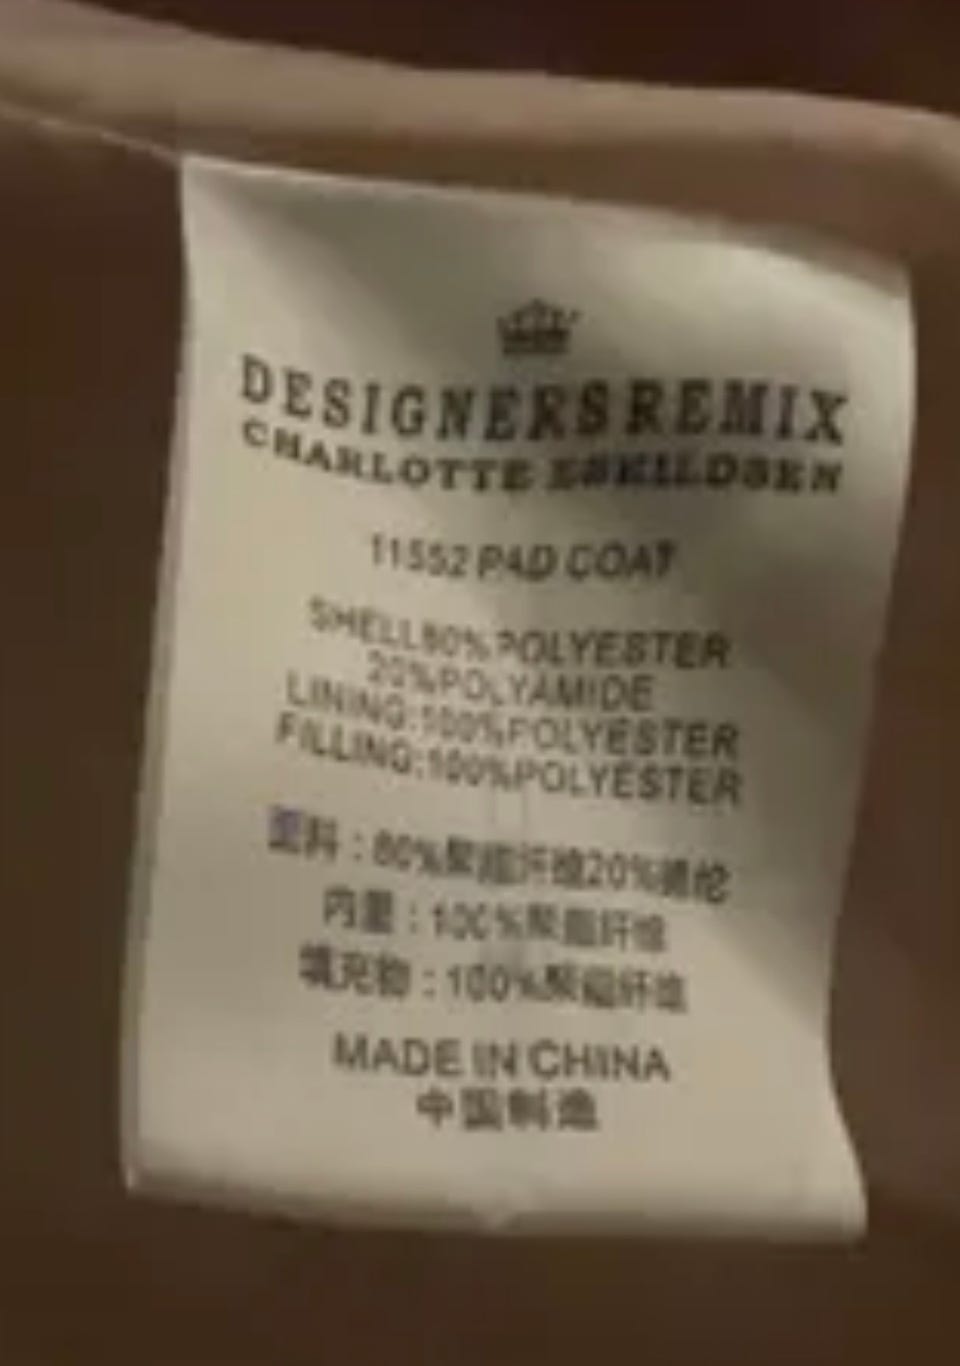 DESIGNERS REMIX
CHARLOTTE ESKILDSEN
11552 PAD COAT
SHELL80%POLYESTER
20%POLYAMIDE
LINING:100%POLYESTER
FILLING:100%POLYESTER
面料：80%聚酯纤维20%锦纶
内里：100%聚酯纤维
填充物：100%聚酯纤维
MADE IN CHINA
中国制造